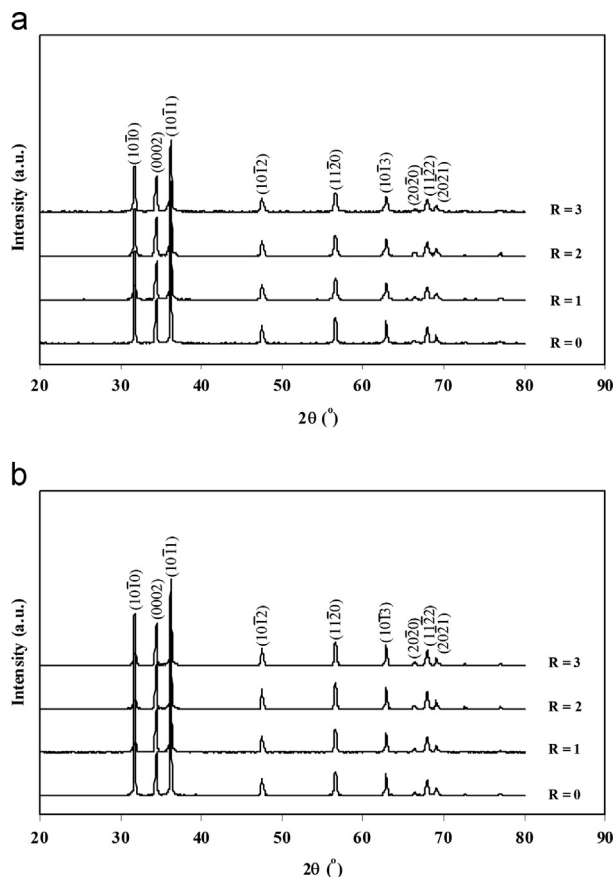 a
Intensity (a.u.)
(101̅0)
(0002)
(101̅1)
(101̅2)
(112̅0)
(101̅3)
(202̅0)
(112̅2)
(202̅1)
R = 3
R = 2
R = 1
R = 0
20 30 40 50 60 70 80 90
2θ (°)
b
Intensity (a.u.)
(101̅0)
(0002)
(101̅1)
(101̅2)
(112̅0)
(101̅3)
(202̅0)
(112̅2)
(202̅1)
R = 3
R = 2
R = 1
R = 0
20 30 40 50 60 70 80 90
2θ (°)